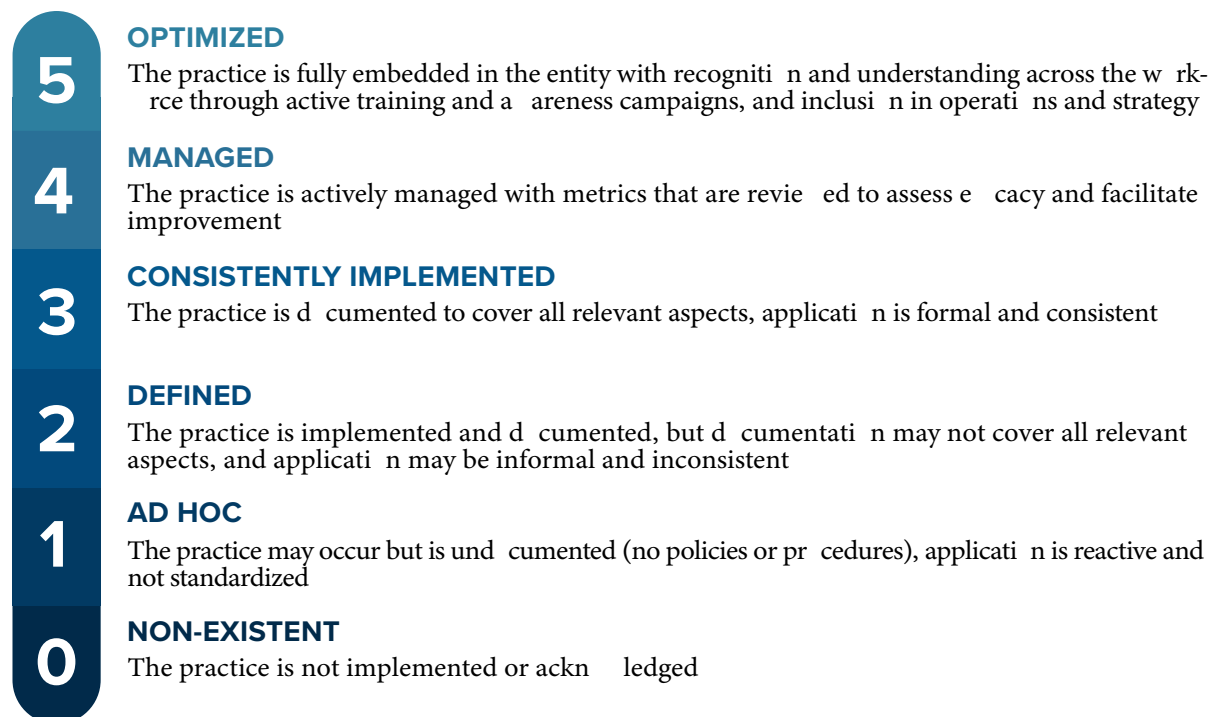 5
OPTIMIZED
The practice is fully embedded in the entity with recogniti n and understanding across the w rk-
rce through active training and a areness campaigns, and inclusi n in operati ns and strategy
4
MANAGED
The practice is actively managed with metrics that are revie ed to assess e cacy and facilitate
improvement
3
CONSISTENTLY IMPLEMENTED
The practice is d cumented to cover all relevant aspects, applicati n is formal and consistent
2
DEFINED
The practice is implemented and d cumented, but d cumentati n may not cover all relevant
aspects, and applicati n may be informal and inconsistent
1
AD HOC
The practice may occur but is und cumented (no policies or pr cedures), applicati n is reactive and
not standardized
0
NON-EXISTENT
The practice is not implemented or ackn ledged